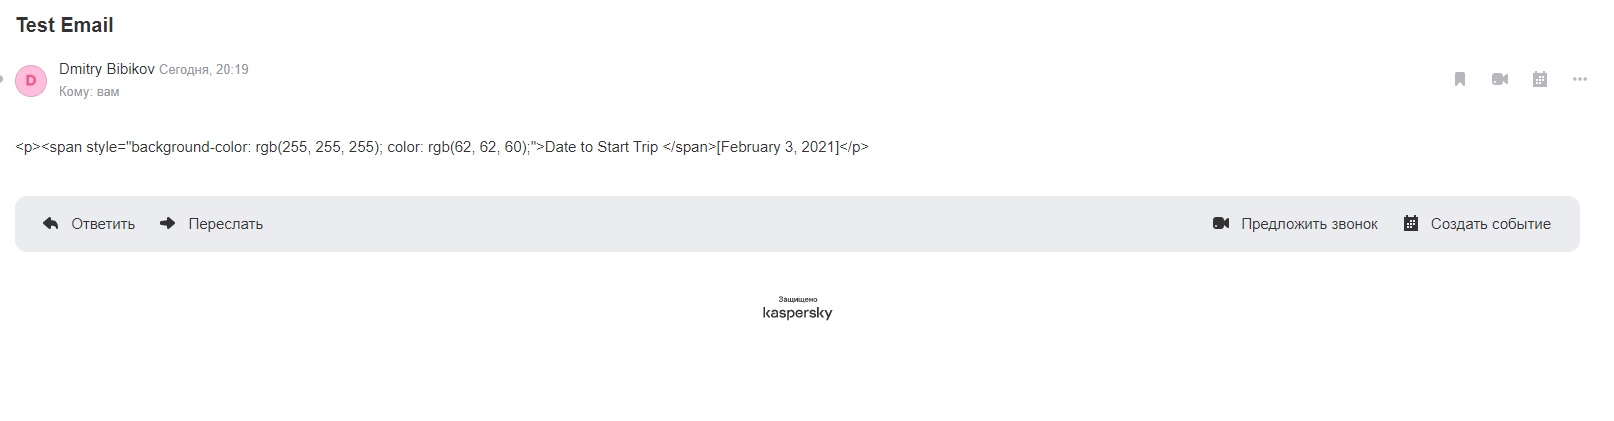 Test Email
D
Dmitry Bibikov Сегодня, 20:19
Кому: вам
<p><span style="background-color: rgb(255, 255, 255); color: rgb(62, 62, 60);">Date to Start Trip </span>[February 3, 2021]</p>
Ответить Переслать Предложить звонок Создать событие
Защищено
kaspersky